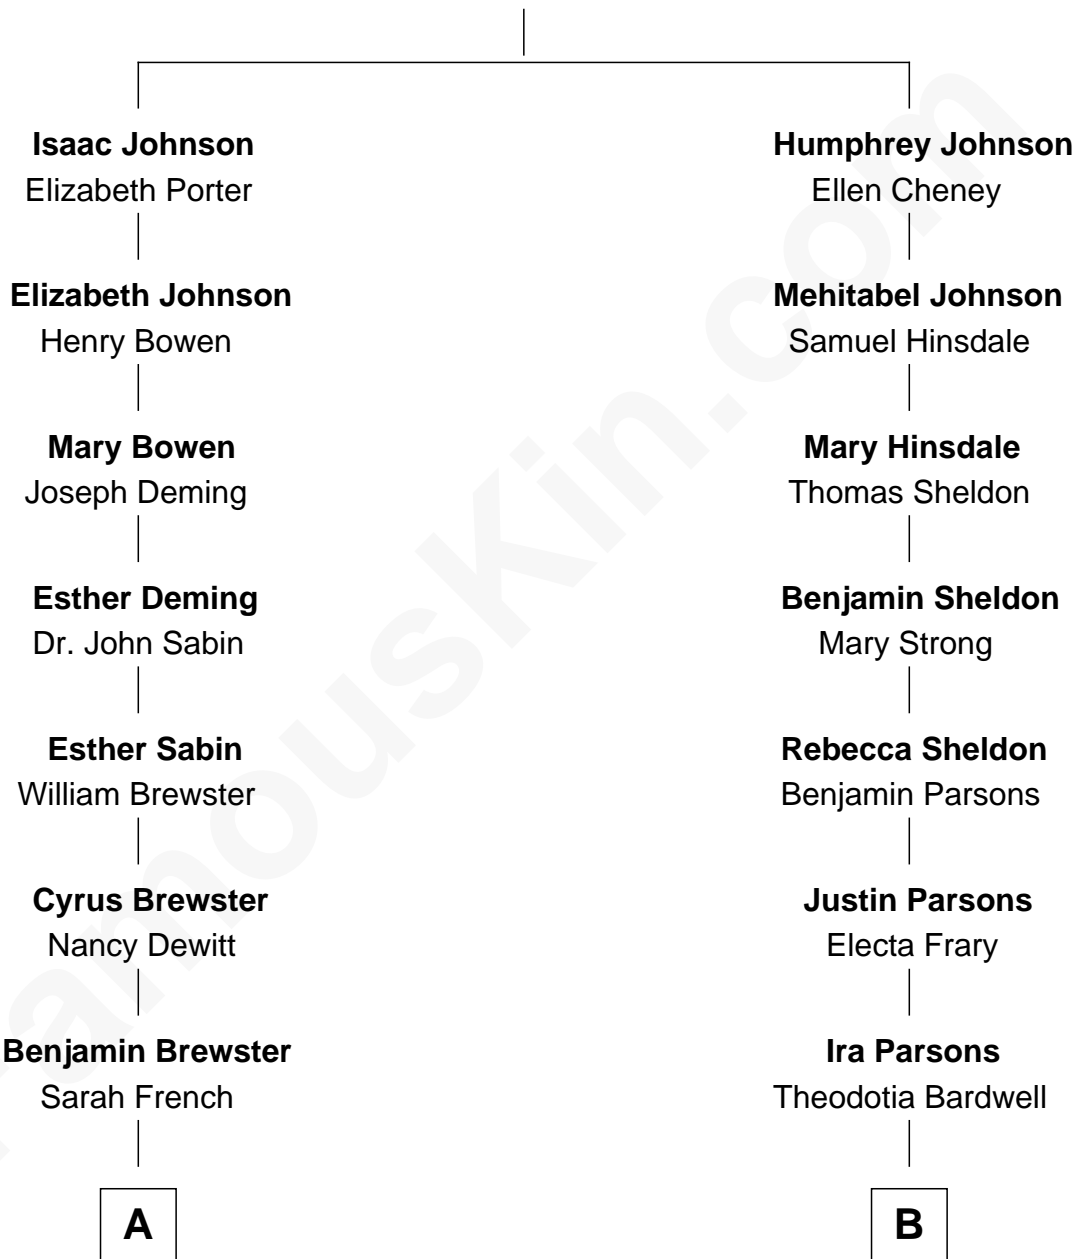 Isaac Johnson
Elizabeth Porter
Elizabeth Johnson
Henry Bowen
Mary Bowen
Joseph Deming
Esther Deming
Dr. John Sabin
Esther Sabin
William Brewster
Cyrus Brewster
Nancy Dewitt
Benjamin Brewster
Sarah French
A
Humphrey Johnson
Ellen Cheney
Mehitabel Johnson
Samuel Hinsdale
Mary Hinsdale
Thomas Sheldon
Benjamin Sheldon
Mary Strong
Rebecca Sheldon
Benjamin Parsons
Justin Parsons
Electa Frary
Ira Parsons
Theodotia Bardwell
B
FamousKin.com